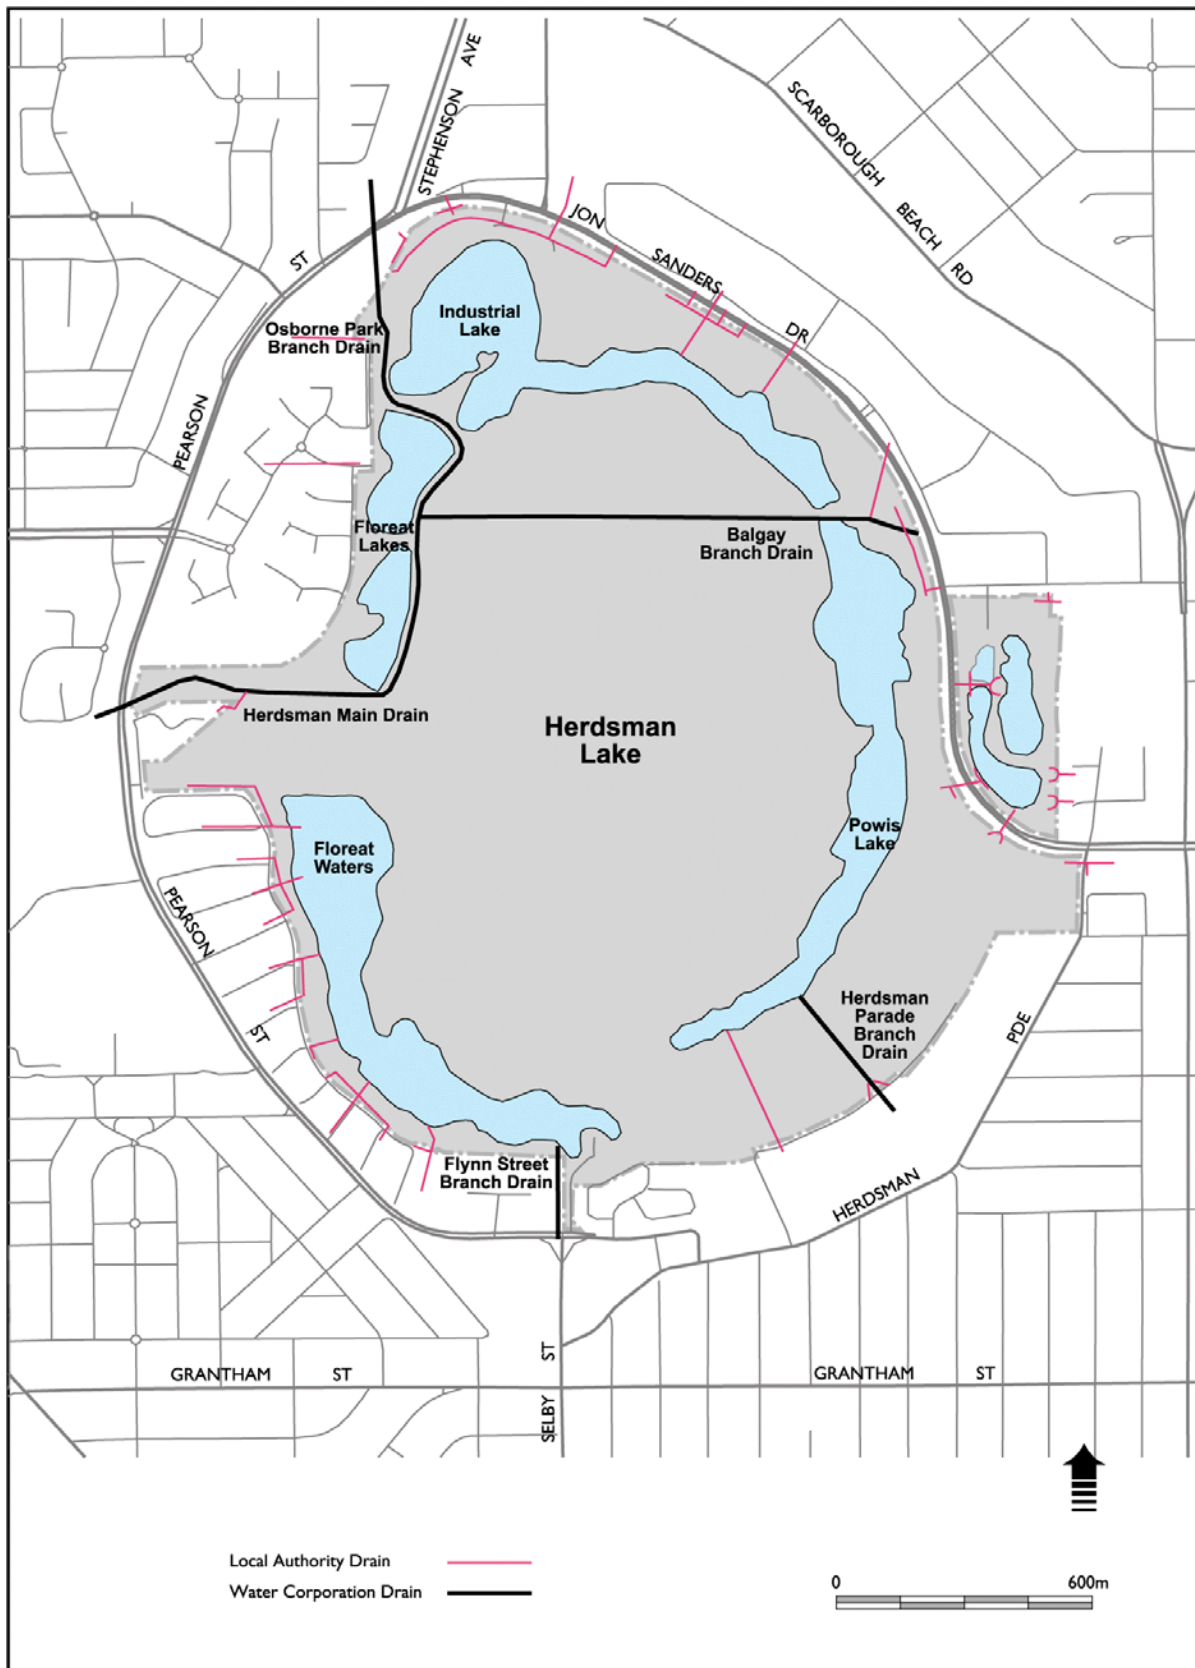 STEPHENSON AVE
SCARBOROUGH BEACH RD
JON SANDERS DR
PEARSON ST
Industrial
Lake
Osborne Park
Branch Drain
Floreat
Lakes
Balgay
Branch Drain
Herdsman Main Drain
Herdsman
Lake
Powis
Lake
Floreat
Waters
PEARSON ST
Herdsman
Parade
Branch
Drain
PDE
HERDSMAN
Flynn Street
Branch Drain
GRANTHAM ST
GRANTHAM ST
SELBY ST
Local Authority Drain
Water Corporation Drain
0 600m